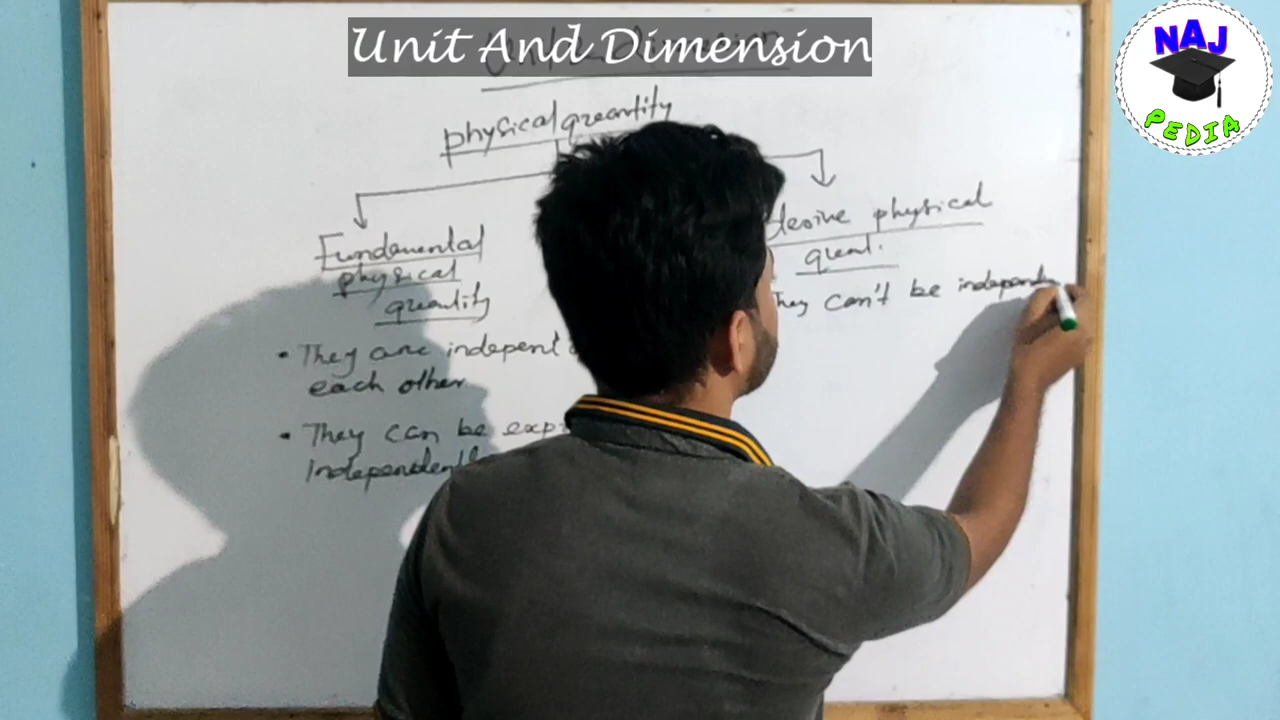 Unit And Dimension
NAJ
PEDIA
physical quantity
Fundamental
physical
quantity
• They are indepent
each other
• They can be exp
independentl
derive physical
quant.
They can't be independ